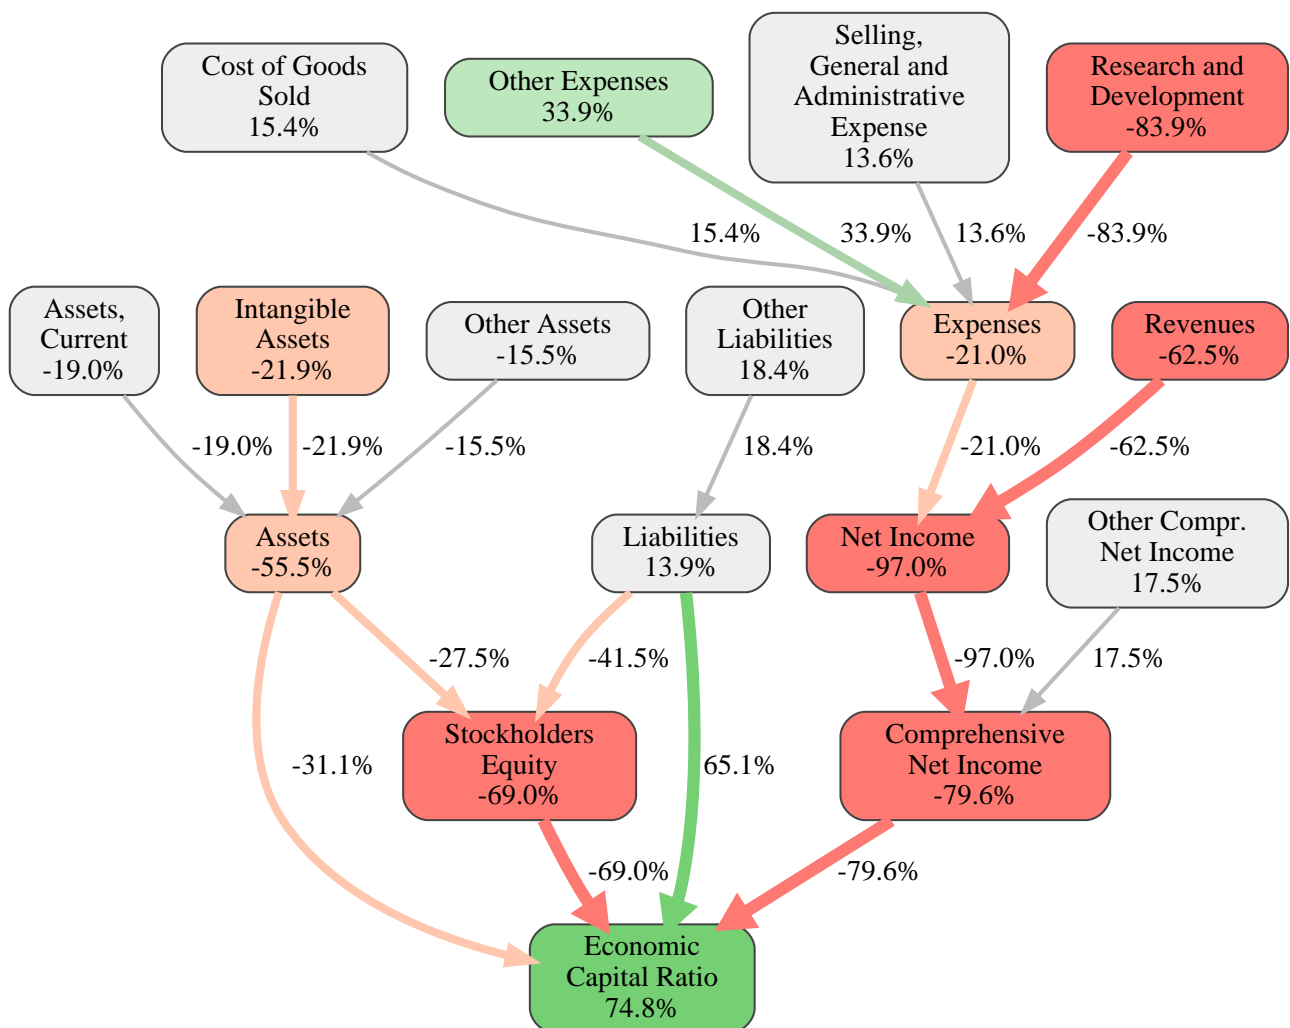 Cost of Goods
Sold
15.4%
Other Expenses
33.9%
Selling,
General and
Administrative
Expense
13.6%
Research and
Development
-83.9%
15.4%
33.9%
13.6%
-83.9%
Assets,
Current
-19.0%
Intangible
Assets
-21.9%
Other Assets
-15.5%
Other
Liabilities
18.4%
Expenses
-21.0%
Revenues
-62.5%
-19.0%
-21.9%
-15.5%
18.4%
-21.0%
-62.5%
Assets
-55.5%
Liabilities
13.9%
Net Income
-97.0%
Other Compr.
Net Income
17.5%
-27.5%
-41.5%
-97.0%
17.5%
Stockholders
Equity
-69.0%
Comprehensive
Net Income
-79.6%
-31.1%
65.1%
-69.0%
-79.6%
Economic
Capital Ratio
74.8%